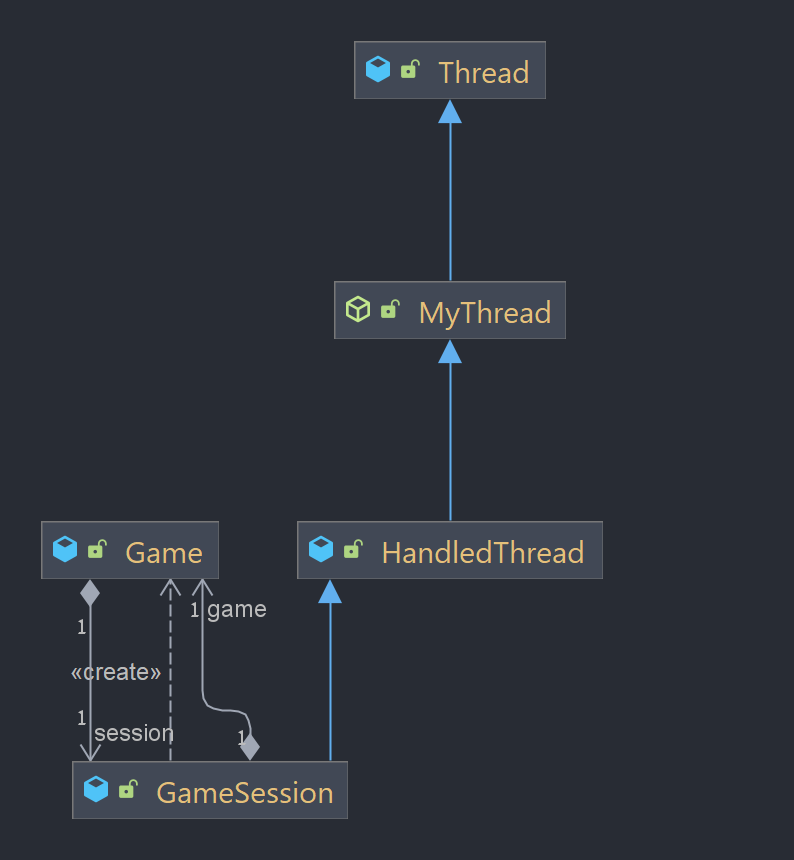 Thread
MyThread
Game
HandledThread
1 game
1
«create»
1
session
1
GameSession